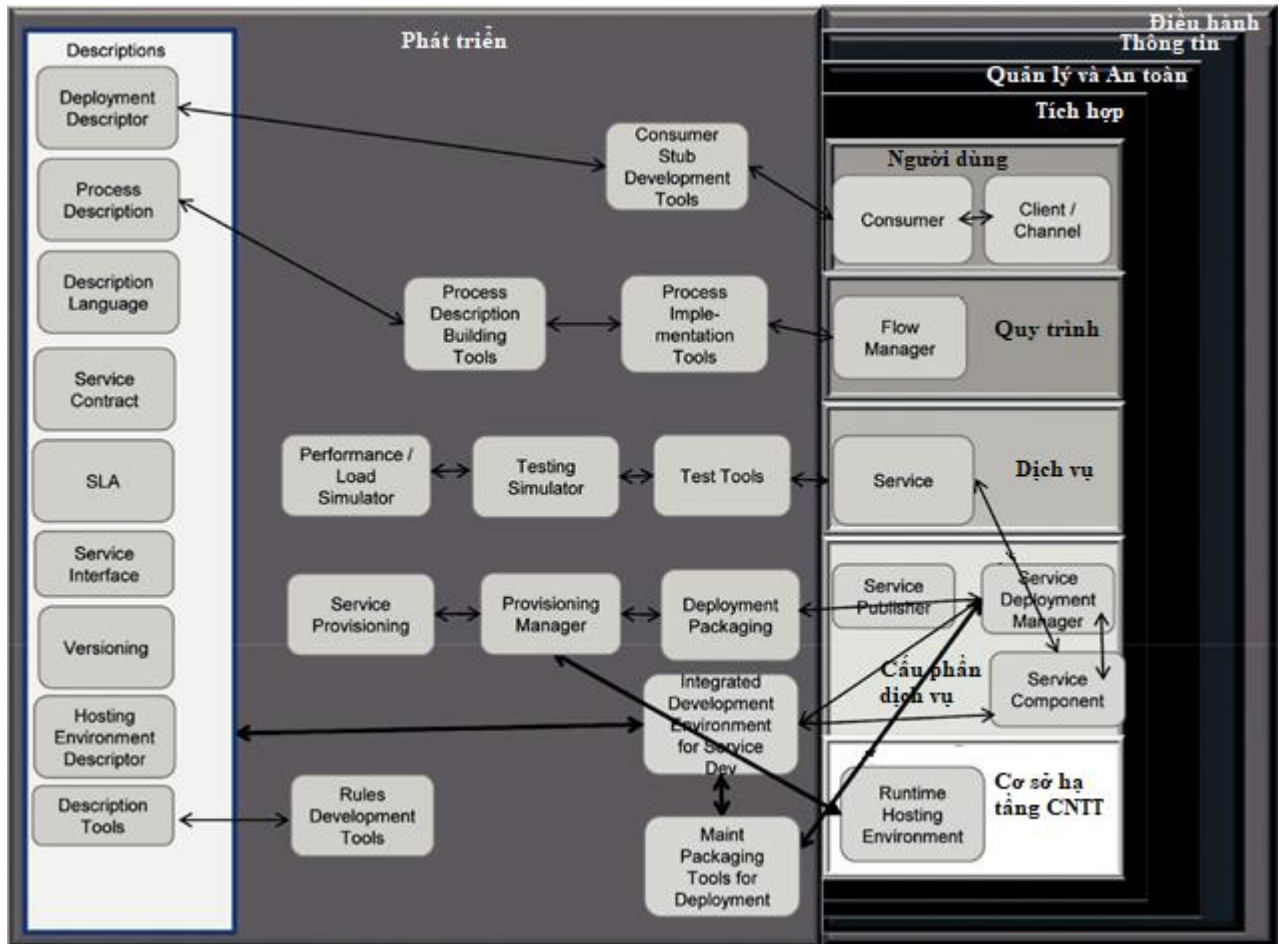 Điều hành
Thông tin
Quản lý và An toàn
Tích hợp
Phát triển
Descriptions
Deployment
Descriptor
Process
Description
Description
Language
Service
Contract
SLA
Service
Interface
Versioning
Hosting
Environment
Descriptor
Description
Tools
Consumer
Stub
Development
Tools
Người dùng
Consumer
Client /
Channel
Process
Description
Building
Tools
Process
Imple-
mentation
Tools
Flow
Manager
Quy trình
Performance /
Load
Simulator
Testing
Simulator
Test Tools
Service
Dịch vụ
Service
Provisioning
Provisioning
Manager
Deployment
Packaging
Service
Publisher
Service
Deployment
Manager
Cấu phần
dịch vụ
Service
Component
Integrated
Development
Environment
for Service
Dev
Rules
Development
Tools
Maint
Packaging
Tools for
Deployment
Runtime
Hosting
Environment
Cơ sở hạ
tầng CNTT